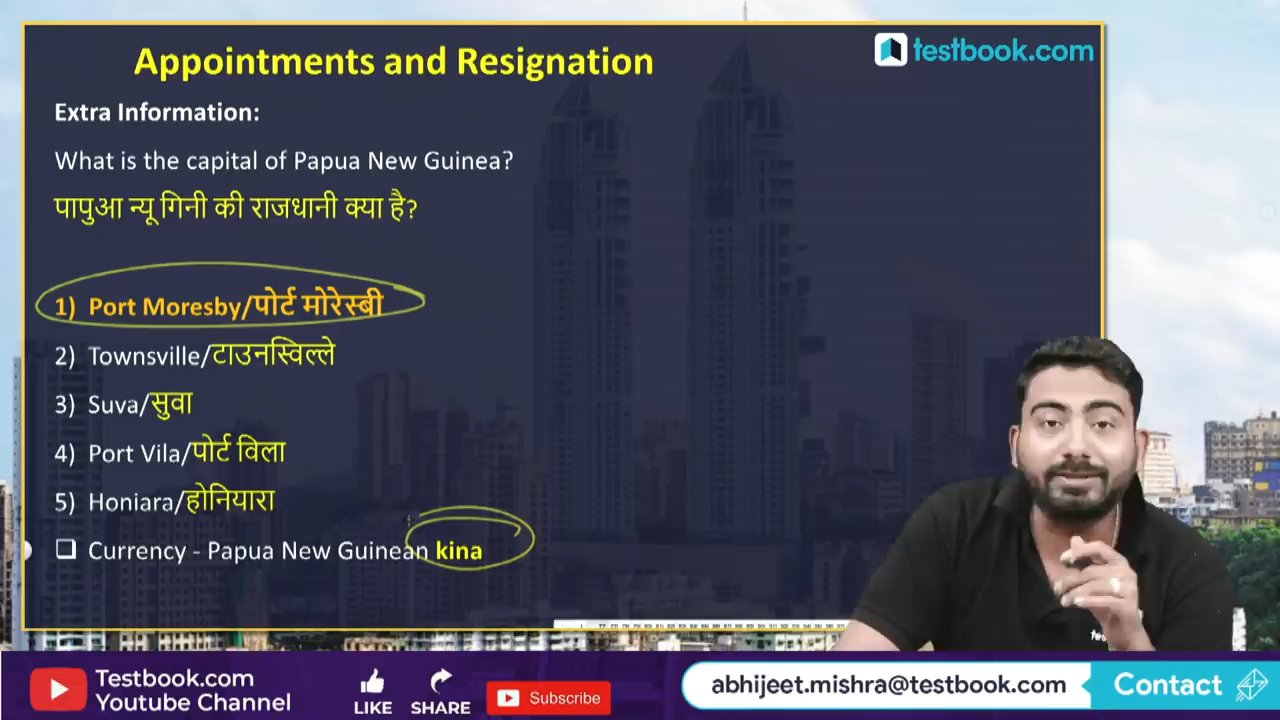 Appointments and Resignation
testbook.com
Extra Information:
What is the capital of Papua New Guinea?
पापुआ न्यू गिनी की राजधानी क्या है?
1) Port Moresby/पोर्ट मोरेस्बी
2) Townsville/टाउनस्विल्ले
3) Suva/सुवा
4) Port Vila/पोर्ट विला
5) Honiara/होनियारा
❑ Currency - Papua New Guinean kina
Testbook.com
Youtube Channel
LIKE
SHARE
Subscribe
abhijeet.mishra@testbook.com
Contact